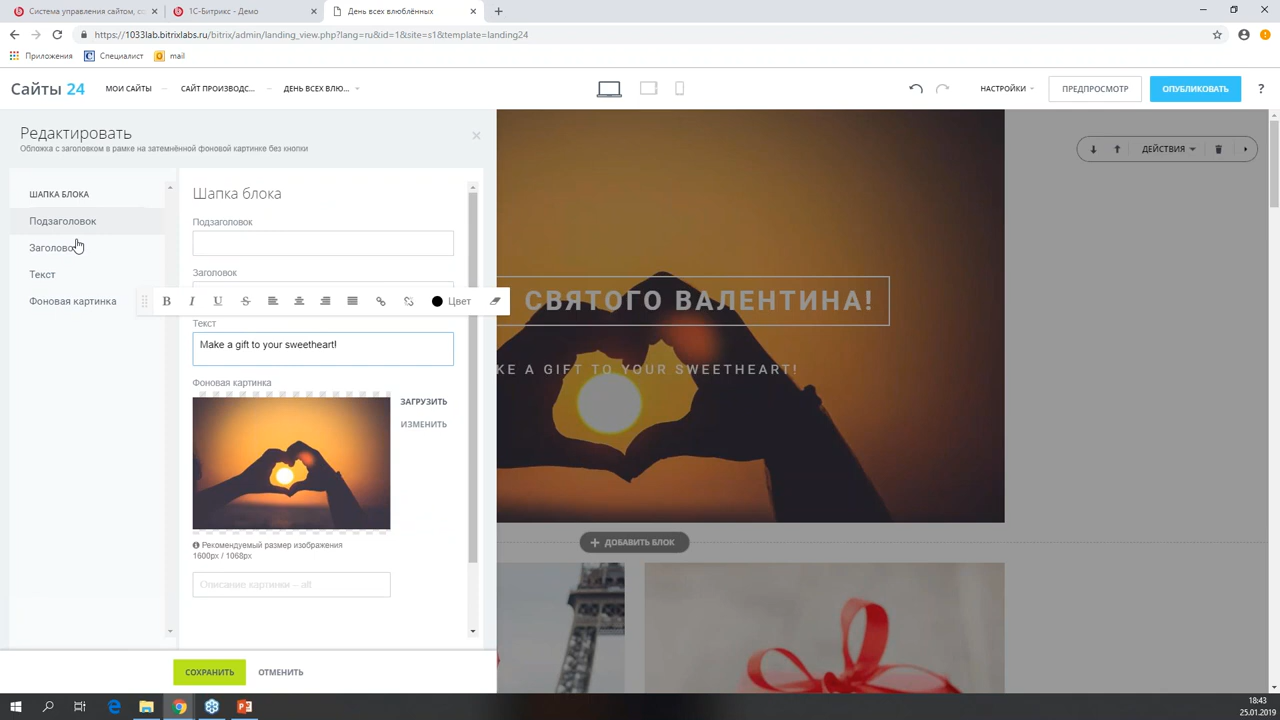 Система управления сайтом, со
1С-Битрикс - Демо
День всех влюблённых
https://1033lab.bitrixlabs.ru/bitrix/admin/landing_view.php?lang=ru&id=1&site=s1&template=landing24
Приложения
Специалист
mail
Сайты 24
МОИ САЙТЫ
САЙТ ПРОИЗВОДС...
ДЕНЬ ВСЕХ ВЛЮ...
НАСТРОЙКИ
ПРЕДПРОСМОТР
ОПУБЛИКОВАТЬ
?
Редактировать
Обложка с заголовком в рамке на затемнённой фоновой картинке без кнопки
ДЕЙСТВИЯ
ШАПКА БЛОКА
Подзаголовок
Заголово
Текст
Фоновая картинка
Шапка блока
Подзаголовок
Заголовок
B I U S
Цвет
Текст
Make a gift to your sweetheart!
Фоновая картинка
ЗАГРУЗИТЬ
ИЗМЕНИТЬ
Рекомендуемый размер изображения
1600px / 1068px
Описание картинки – alt
СОХРАНИТЬ
ОТМЕНИТЬ
СВЯТОГО ВАЛЕНТИНА!
KE A GIFT TO YOUR SWEETHEART!
ДОБАВИТЬ БЛОК
18:43
25.01.2019